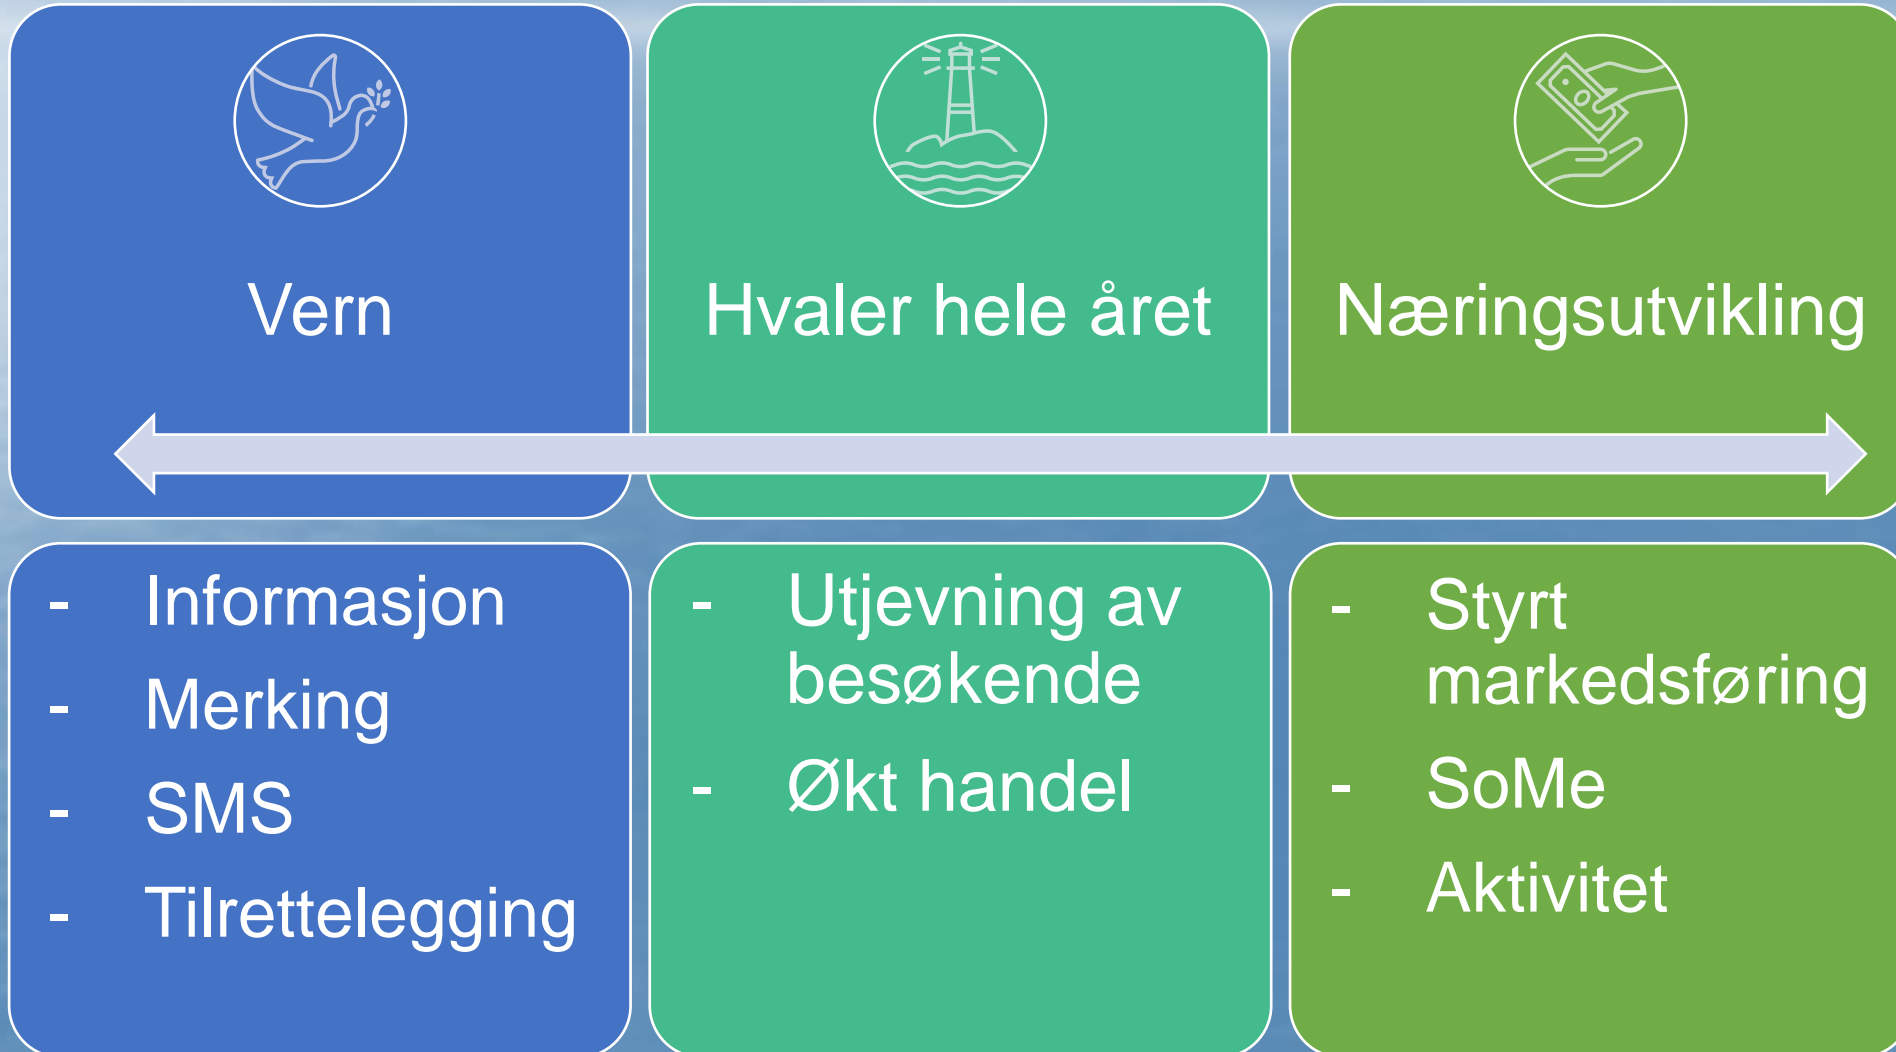 Vern
Hvaler hele året
Næringsutvikling
- Informasjon
- Merking
- SMS
- Tilrettelegging
- Utjevning av
besøkende
- Økt handel
- Styrt
markedsføring
- SoMe
- Aktivitet